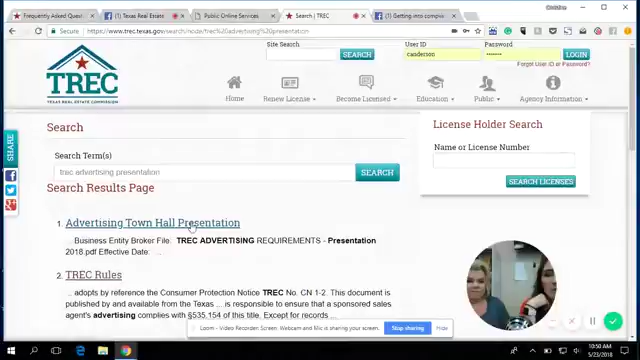 Christina
Frequently Asked Quest
Texas Real Estate
Public Online Services
Search | TREC
Getting into complia
https://www.trec.texas.gov/search/node/trec%20advertising%20presentation
Site Search
SEARCH
User ID
canderson
Password
LOGIN
Forgot User ID or Password?
TREC
TEXAS REAL ESTATE COMMISSION
Home
Renew License
Become Licensed
Education
Public
Agency Information
SHARE
Search
Search Term(s)
trec advertising presentation
SEARCH
License Holder Search
Name or License Number
SEARCH LICENSES
Search Results Page
1. Advertising Town Hall Presentation
... Business Entity Broker File: TREC ADVERTISING REQUIREMENTS - Presentation
2018.pdf Effective Date: ...
2. TREC Rules
... adopts by reference the Consumer Protection Notice TREC No. CN 1-2. This document is
published by and available from the Texas ... is responsible to ensure that a sponsored sales
agent's advertising complies with §535.154 of this title. Except for records ...
Loom - Video Recorder: Screen, Webcam and Mic is sharing your screen.
Stop sharing
Hide
10:50 AM
5/23/2018